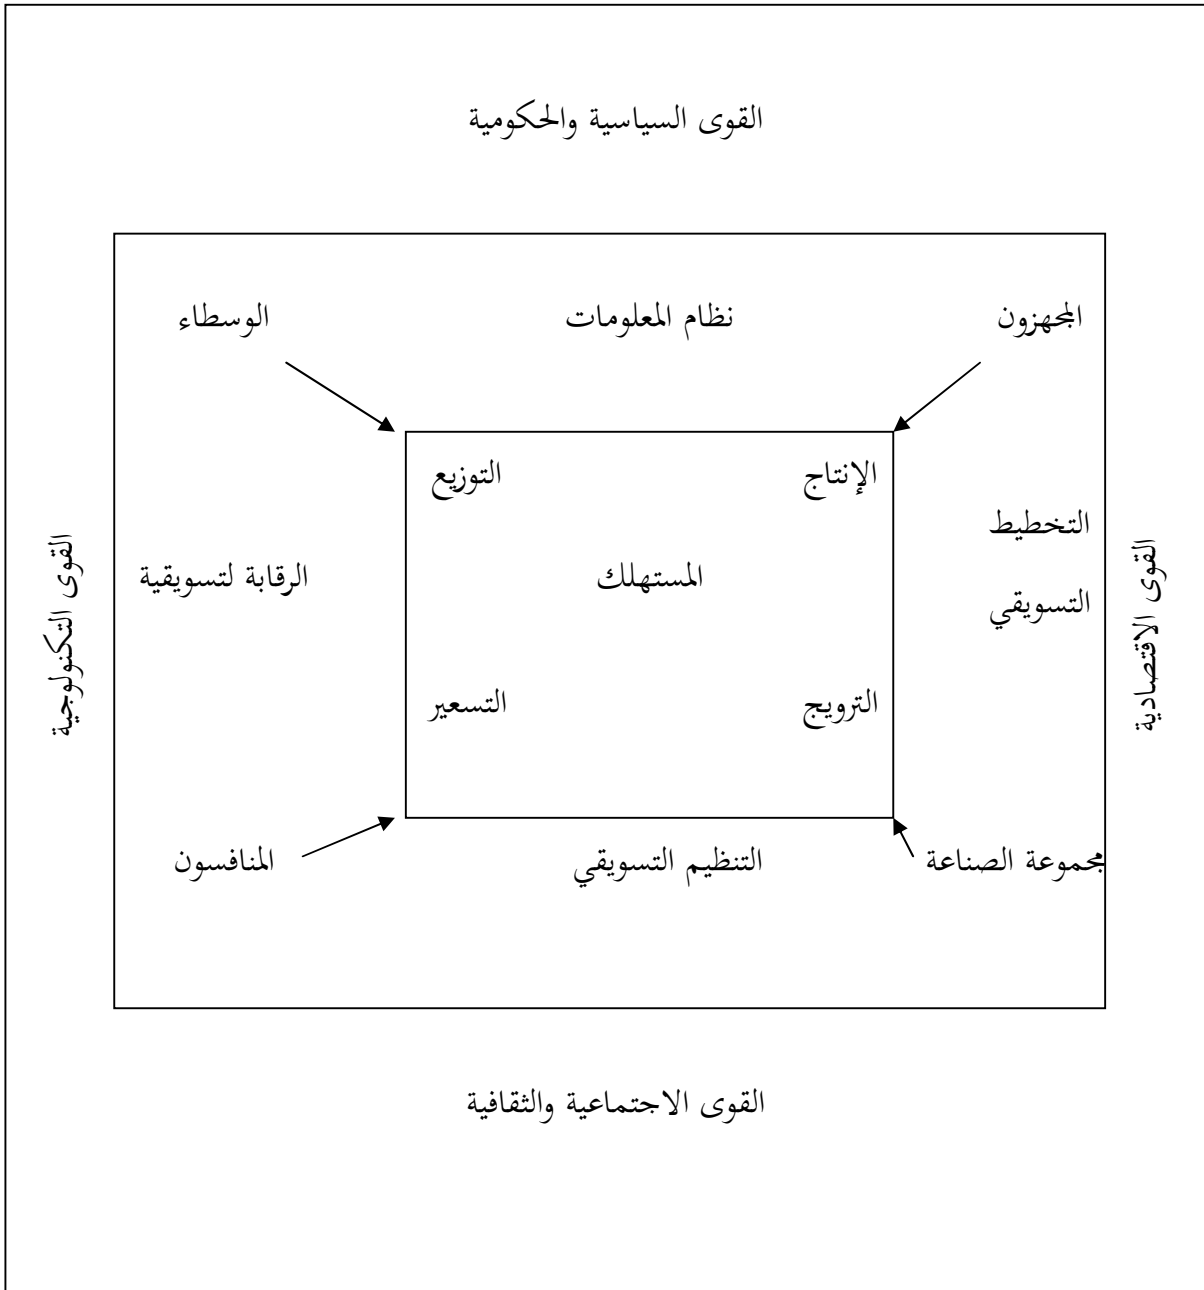 القوى السياسية والحكومية
المجهزون
نظام المعلومات
الوسطاء
الإنتاج
التوزيع
التخطيط
التسويقي
المستهلك
الرقابة لتسويقية
القوى الاقتصادية
القوى التكنولوجية
الترويج
التسعير
مجموعة الصناعة
التنظيم التسويقي
المنافسون
القوى الاجتماعية والثقافية